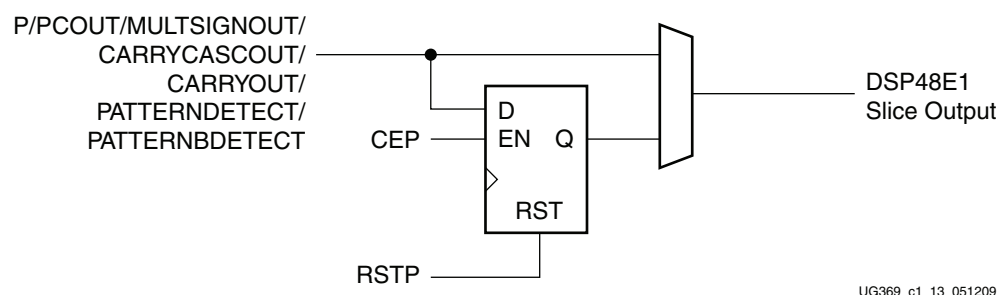 P/PCOUT/MULTSIGNOUT/
CARRYCASCOUT/
CARRYOUT/
PATTERNDETECT/
PATTERNBDETECT
CEP
D
EN Q
RST
RSTP
DSP48E1
Slice Output
UG369_c1_13_051209